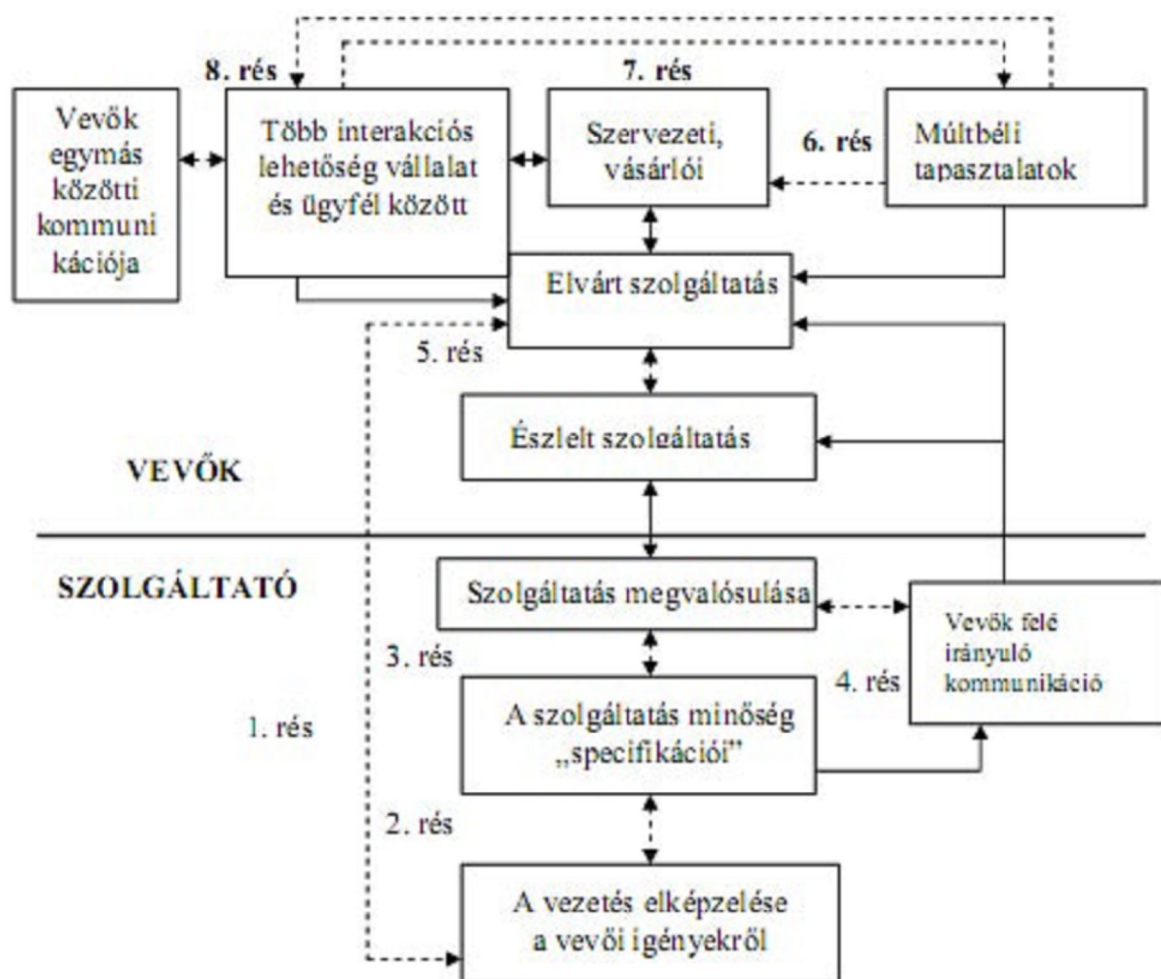 8. rés
7. rés
Vevők
egymás
közötti
kommuni
kációja
Több interakciós
lehetőség vállalat
és ügyfél között
Szervezeti,
vásárlói
6. rés
Múltbéli
tapasztalatok
Elvárt szolgáltatás
5. rés
Észlelt szolgáltatás
VEVŐK
SZOLGÁLTATÓ
Szolgáltatás megvalósulása
3. rés
Vevők felé
irányuló
kommunikáció
4. rés
1. rés
A szolgáltatás minőség
„specifikációi”
2. rés
A vezetés elképzelése
a vevői igényekről